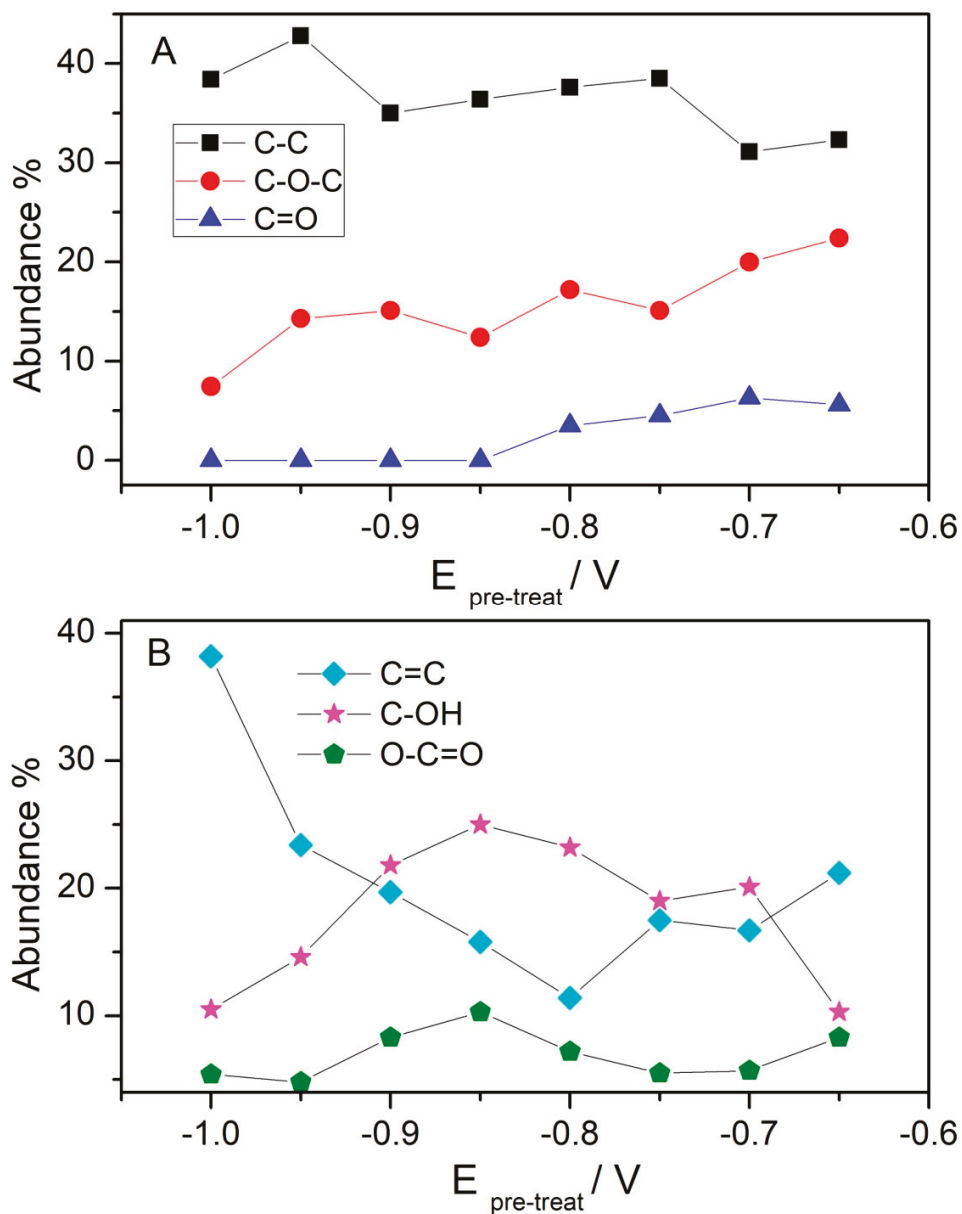 A
40
30
20
10
0
Abundance %
C-C
C-O-C
C=O
-1.0 -0.9 -0.8 -0.7 -0.6
E pre-treat / V
B
40
30
20
10
Abundance %
C=C
C-OH
O-C=O
-1.0 -0.9 -0.8 -0.7 -0.6
E pre-treat / V